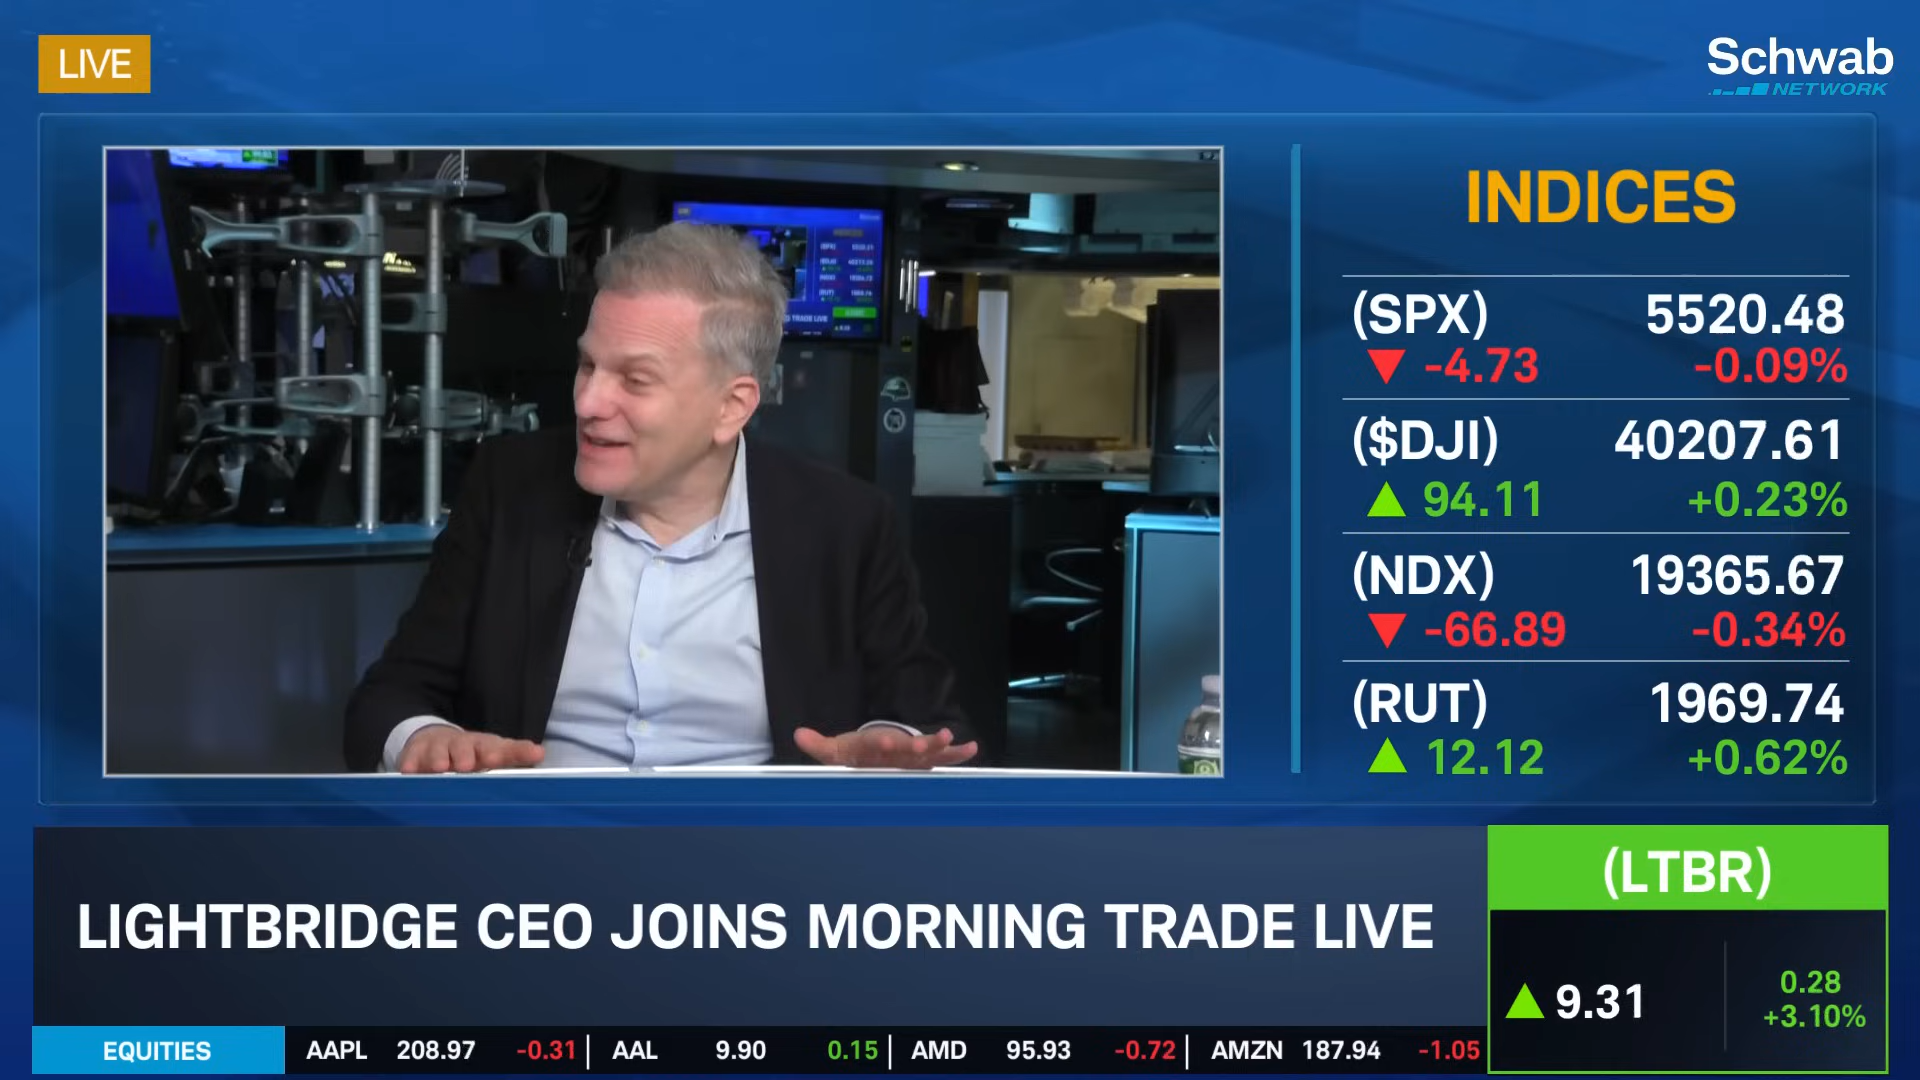 LIVE
Schwab
NETWORK
INDICES
(SPX) 5520.48
▼ -4.73 -0.09%
($DJI) 40207.61
▲ 94.11 +0.23%
(NDX) 19365.67
▼ -66.89 -0.34%
(RUT) 1969.74
▲ 12.12 +0.62%
LIGHTBRIDGE CEO JOINS MORNING TRADE LIVE
(LTBR)
▲ 9.31
0.28
+3.10%
EQUITIES AAPL 208.97 -0.31 | AAL 9.90 0.15 | AMD 95.93 -0.72 | AMZN 187.94 -1.05